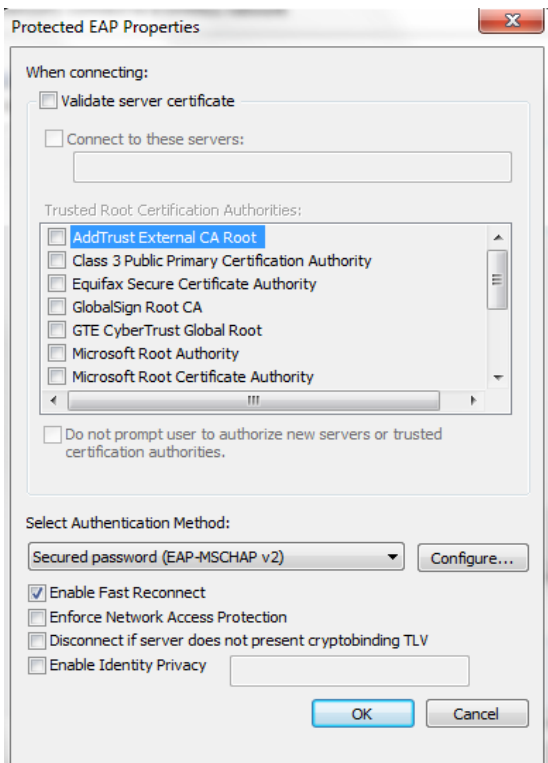 Protected EAP Properties
When connecting:
Validate server certificate
Connect to these servers:
Trusted Root Certification Authorities:
AddTrust External CA Root
Class 3 Public Primary Certification Authority
Equifax Secure Certificate Authority
GlobalSign Root CA
GTE CyberTrust Global Root
Microsoft Root Authority
Microsoft Root Certificate Authority
Do not prompt user to authorize new servers or trusted
certification authorities.
Select Authentication Method:
Secured password (EAP-MSCHAP v2)
Configure...
Enable Fast Reconnect
Enforce Network Access Protection
Disconnect if server does not present cryptobinding TLV
Enable Identity Privacy
OK
Cancel